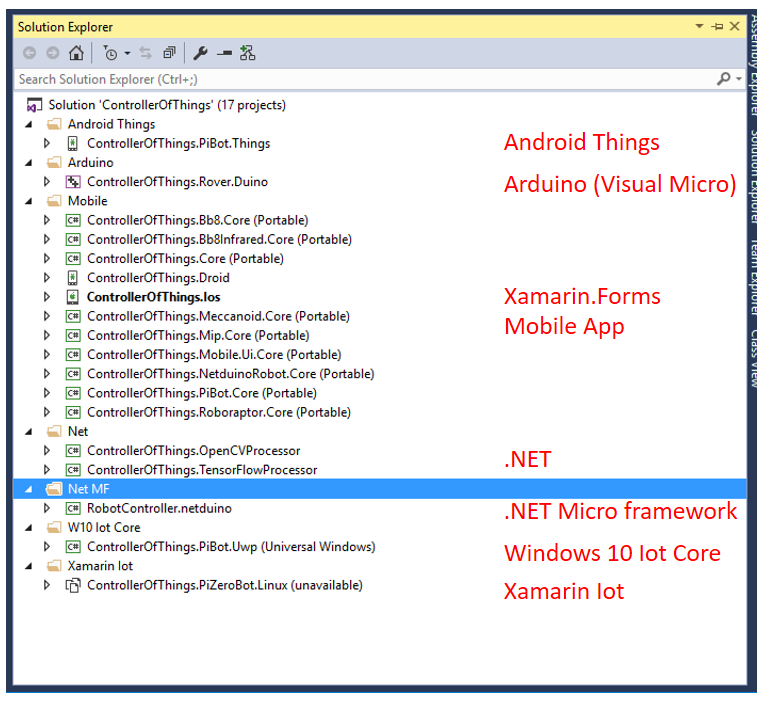 Solution Explorer
Search Solution Explorer (Ctrl+;)
Solution 'ControllerOfThings' (17 projects)
Android Things
ControllerOfThings.PiBot.Things
Android Things
Arduino
ControllerOfThings.Rover.Duino
Arduino (Visual Micro)
Mobile
ControllerOfThings.Bb8.Core (Portable)
ControllerOfThings.Bb8Infrared.Core (Portable)
ControllerOfThings.Core (Portable)
ControllerOfThings.Droid
ControllerOfThings.Ios
Xamarin.Forms
ControllerOfThings.Meccanoid.Core (Portable)
Mobile App
ControllerOfThings.Mip.Core (Portable)
ControllerOfThings.Mobile.Ui.Core (Portable)
ControllerOfThings.NetduinoRobot.Core (Portable)
ControllerOfThings.PiBot.Core (Portable)
ControllerOfThings.Roboraptor.Core (Portable)
Net
ControllerOfThings.OpenCVProcessor
.NET
ControllerOfThings.TensorFlowProcessor
Net MF
RobotController.netduino
.NET Micro framework
W10 Iot Core
ControllerOfThings.PiBot.Uwp (Universal Windows)
Windows 10 Iot Core
Xamarin Iot
ControllerOfThings.PiZeroBot.Linux (unavailable)
Xamarin Iot
Assembly Explorer
Solution Explorer
Team Explorer
Class View